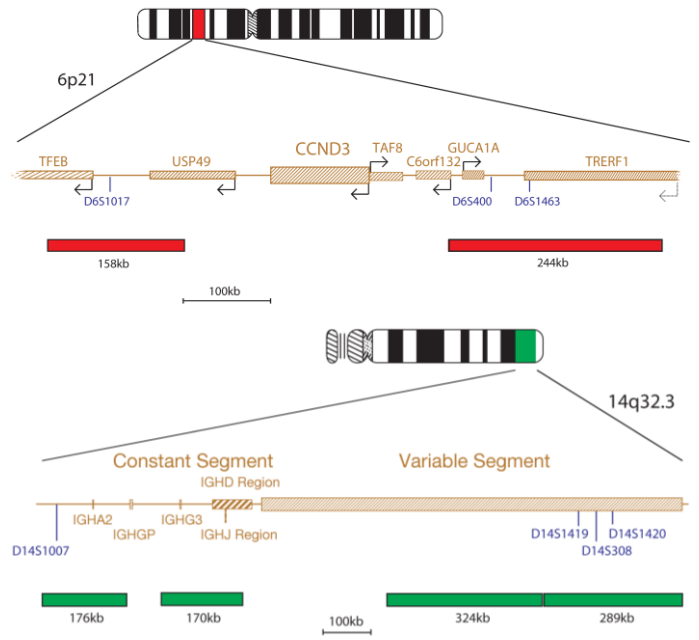 6p21
CCND3
TAF8 GUCA1A
TFEB USP49 C6orf132 TRERF1
D6S1017 D6S400 D6S1463
158kb 244kb
100kb
14q32.3
Constant Segment Variable Segment
IGHD Region
IGHA2 IGHG3 IGHJ Region
IGHGP
D14S1007 D14S1419 D14S1420
D14S308
176kb 170kb 100kb 324kb 289kb